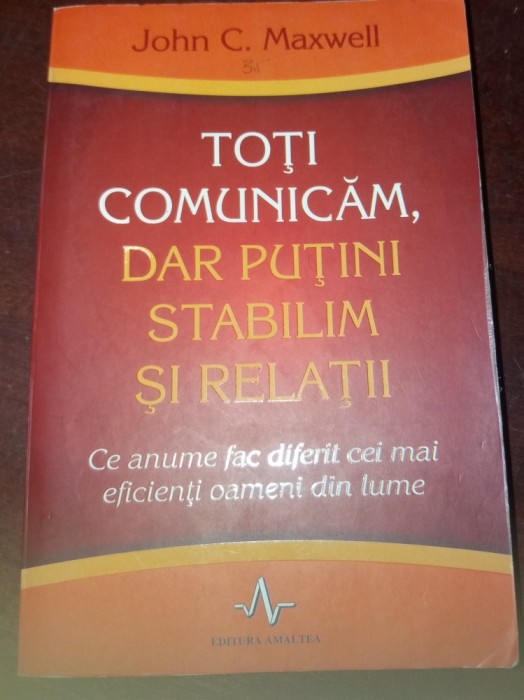 John C. Maxwell
TOŢI
COMUNICĂM,
DAR PUŢINI
STABILIM
ŞI RELAŢII
Ce anume fac diferit cei mai
eficienţi oameni din lume
EDITURA AMALTEA